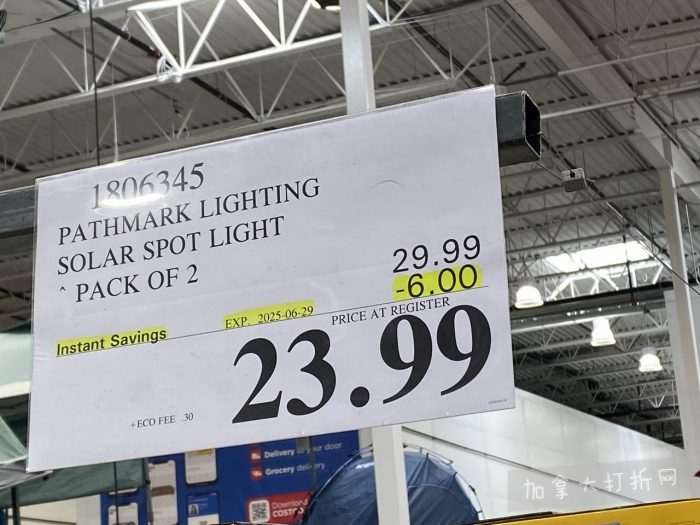 1806345
PATHMARK LIGHTING
SOLAR SPOT LIGHT
^ PACK OF 2
29.99
-6.00
Instant Savings
EXP. 2025-06-29
PRICE AT REGISTER
23.99
+ECO FEE .30
Delivery to your door
Grocery delivery
Download
COSTCO
加拿大打折网